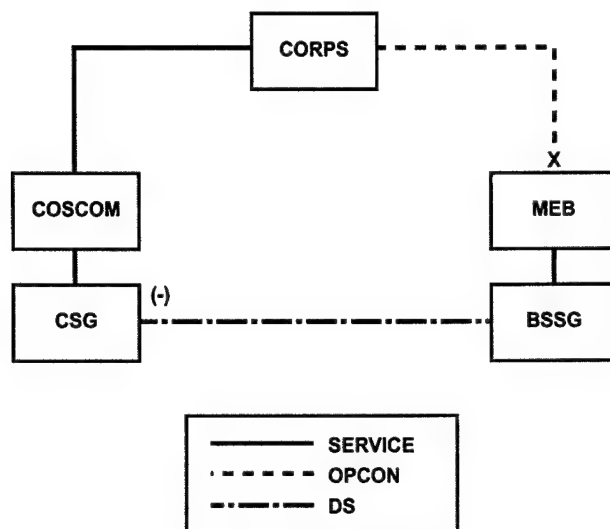 CORPS
X
COSCOM
MEB
(-)
CSG
BSSG
SERVICE
OPCON
DS